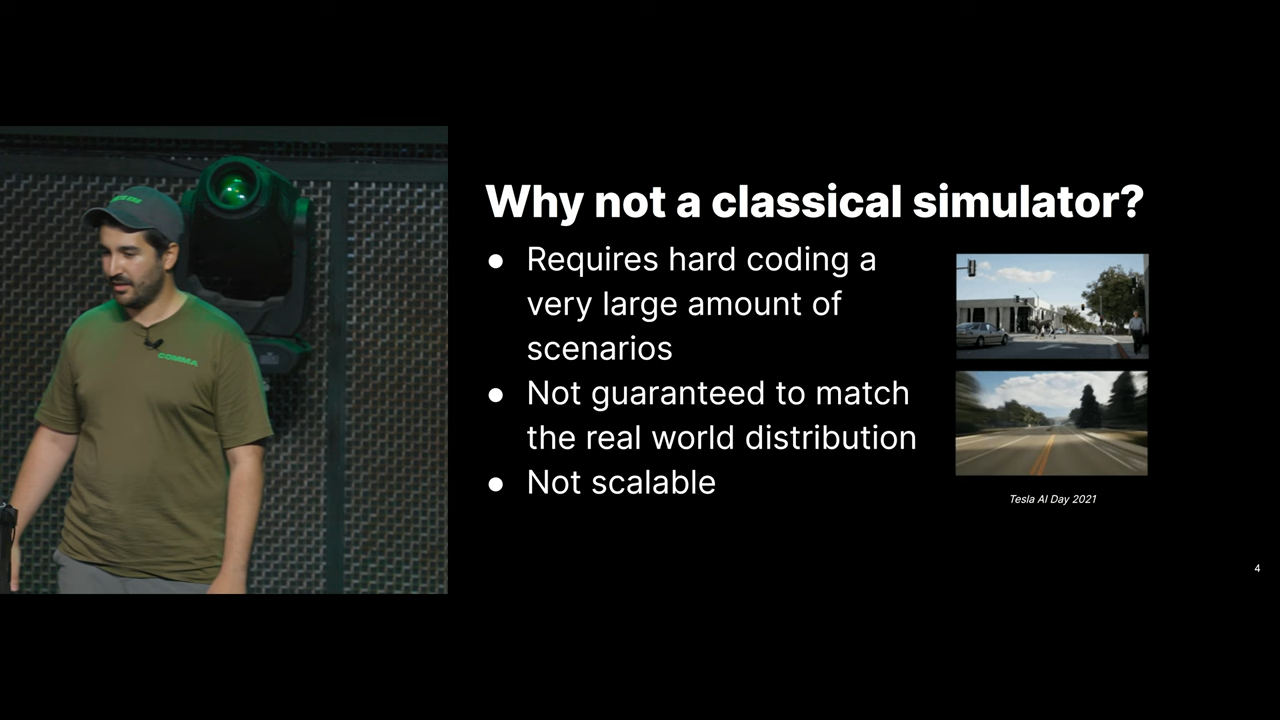 Why not a classical simulator?
● Requires hard coding a
very large amount of
scenarios
● Not guaranteed to match
the real world distribution
● Not scalable
Tesla AI Day 2021
4
COMMA